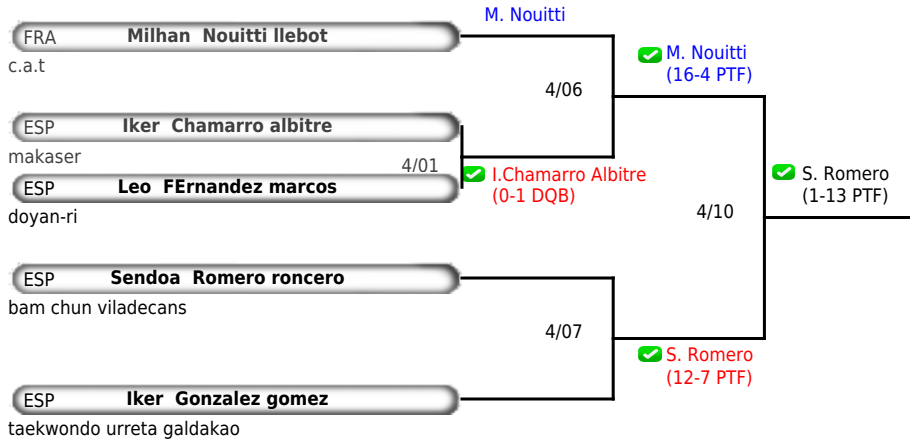 M. Nouitti
FRA Milhan Nouitti llebot
c.a.t
M. Nouitti
(16-4 PTF)
4/06
ESP Iker Chamarro albitre
makaser
4/01
I.Chamarro Albitre
(0-1 DQB)
ESP Leo FErnandez marcos
doyan-ri
S. Romero
(1-13 PTF)
4/10
ESP Sendoa Romero roncero
bam chun viladecans
4/07
S. Romero
(12-7 PTF)
ESP Iker Gonzalez gomez
taekwondo urreta galdakao